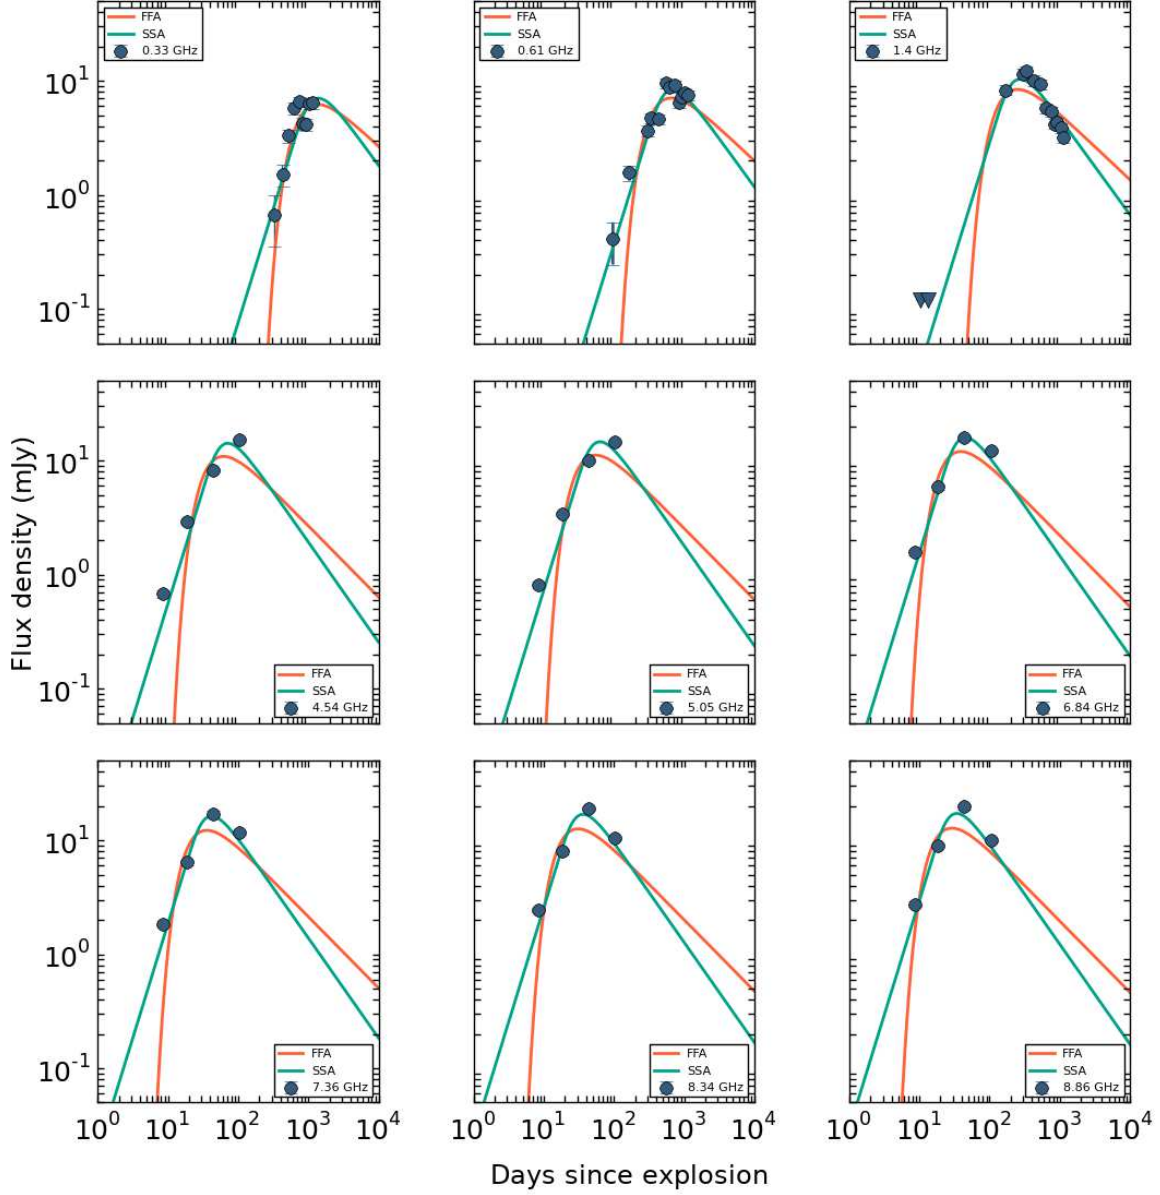 FFA
SSA
0.33 GHz
FFA
SSA
0.61 GHz
FFA
SSA
1.4 GHz
10^1
10^0
10^-1
10^1
10^0
10^-1
FFA
SSA
4.54 GHz
FFA
SSA
5.05 GHz
FFA
SSA
6.84 GHz
Flux density (mJy)
10^1
10^0
10^-1
FFA
SSA
7.36 GHz
FFA
SSA
8.34 GHz
FFA
SSA
8.86 GHz
10^0 10^1 10^2 10^3 10^4
10^0 10^1 10^2 10^3 10^4
10^0 10^1 10^2 10^3 10^4
Days since explosion